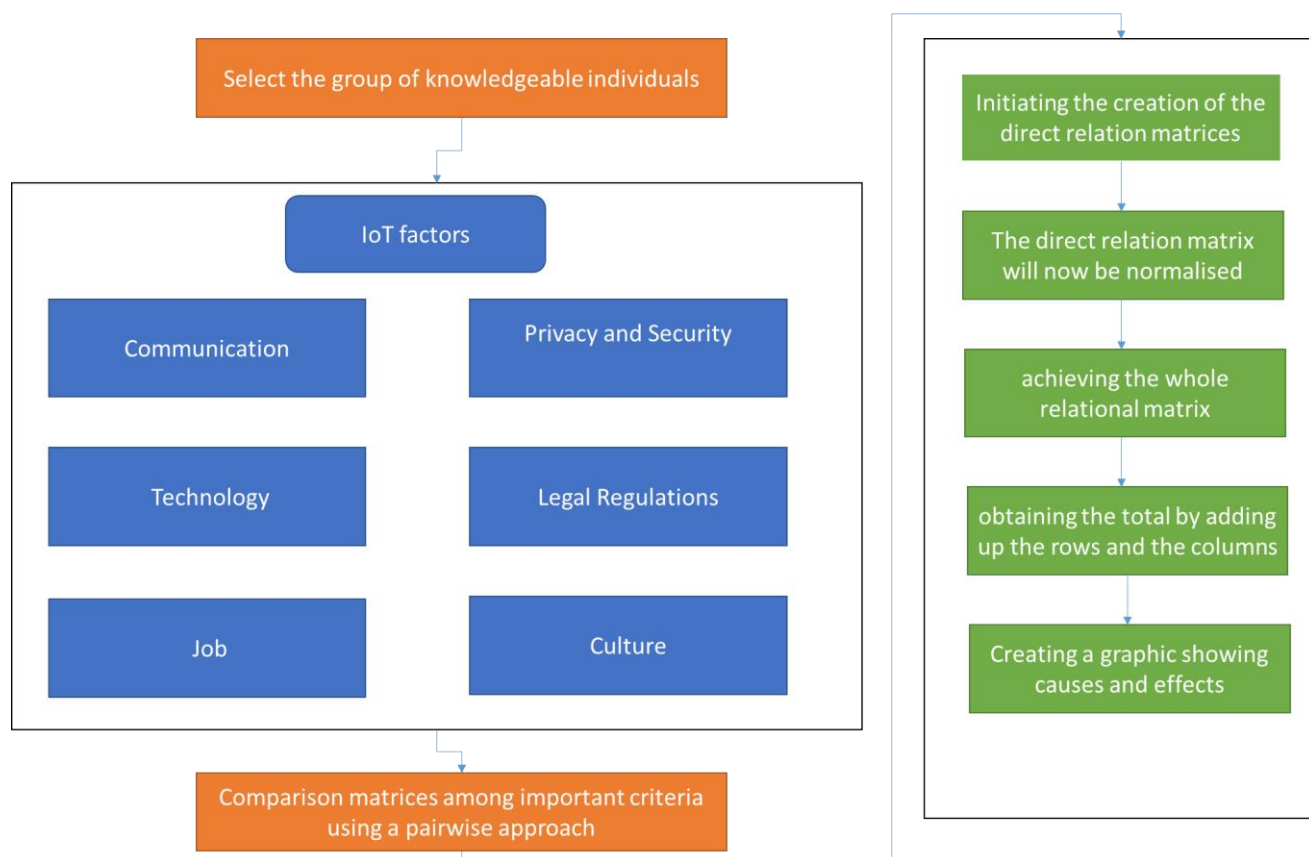 Select the group of knowledgeable individuals
IoT factors
Communication
Privacy and Security
Technology
Legal Regulations
Job
Culture
Comparison matrices among important criteria
using a pairwise approach
Initiating the creation of the
direct relation matrices
The direct relation matrix
will now be normalised
achieving the whole
relational matrix
obtaining the total by adding
up the rows and the columns
Creating a graphic showing
causes and effects